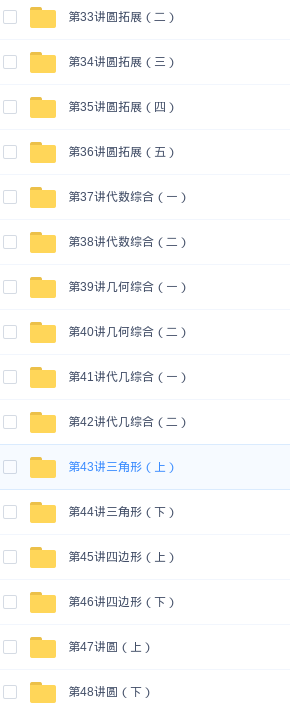 第33讲圆拓展（二）
第34讲圆拓展（三）
第35讲圆拓展（四）
第36讲圆拓展（五）
第37讲代数综合（一）
第38讲代数综合（二）
第39讲几何综合（一）
第40讲几何综合（二）
第41讲代几综合（一）
第42讲代几综合（二）
第43讲三角形（上）
第44讲三角形（下）
第45讲四边形（上）
第46讲四边形（下）
第47讲圆（上）
第48讲圆（下）